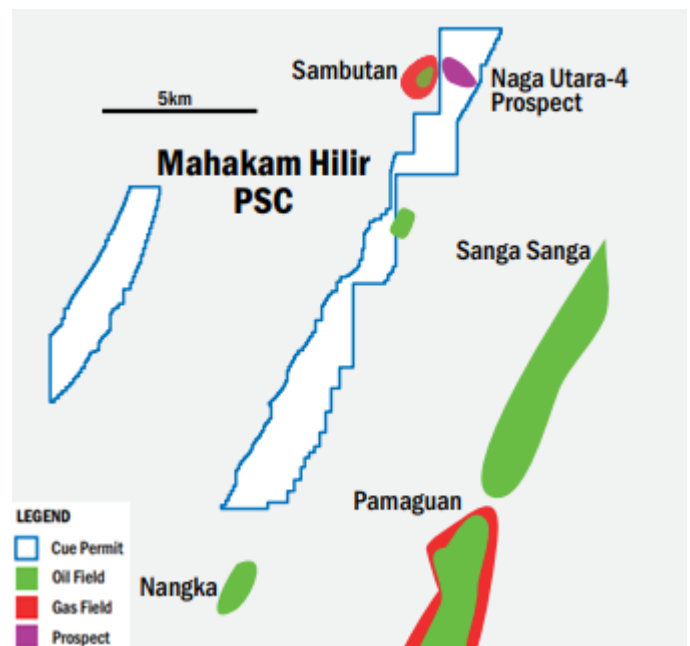 Sambutan
Naga Utara-4
Prospect
5km
Mahakam Hilir
PSC
Sanga Sanga
Pamaguan
Nangka
LEGEND
Cue Permit
Oil Field
Gas Field
Prospect